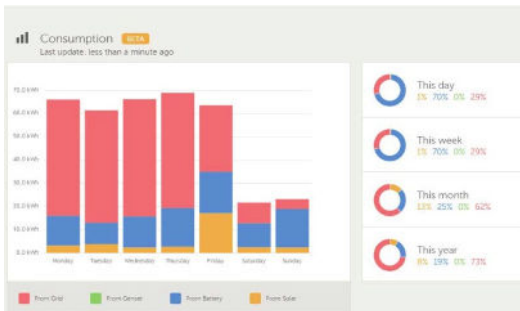 Consumption BETA
Last update: less than a minute ago
70.0 kWh
60.0 kWh
50.0 kWh
40.0 kWh
30.0 kWh
20.0 kWh
10.0 kWh
0.0 kWh
Monday Tuesday Wednesday Thursday Friday Saturday Sunday
From Grid From Genset From Battery From Solar
This day
1% 70% 0% 29%
This week
1% 70% 0% 29%
This month
13% 25% 0% 62%
This year
8% 19% 0% 73%